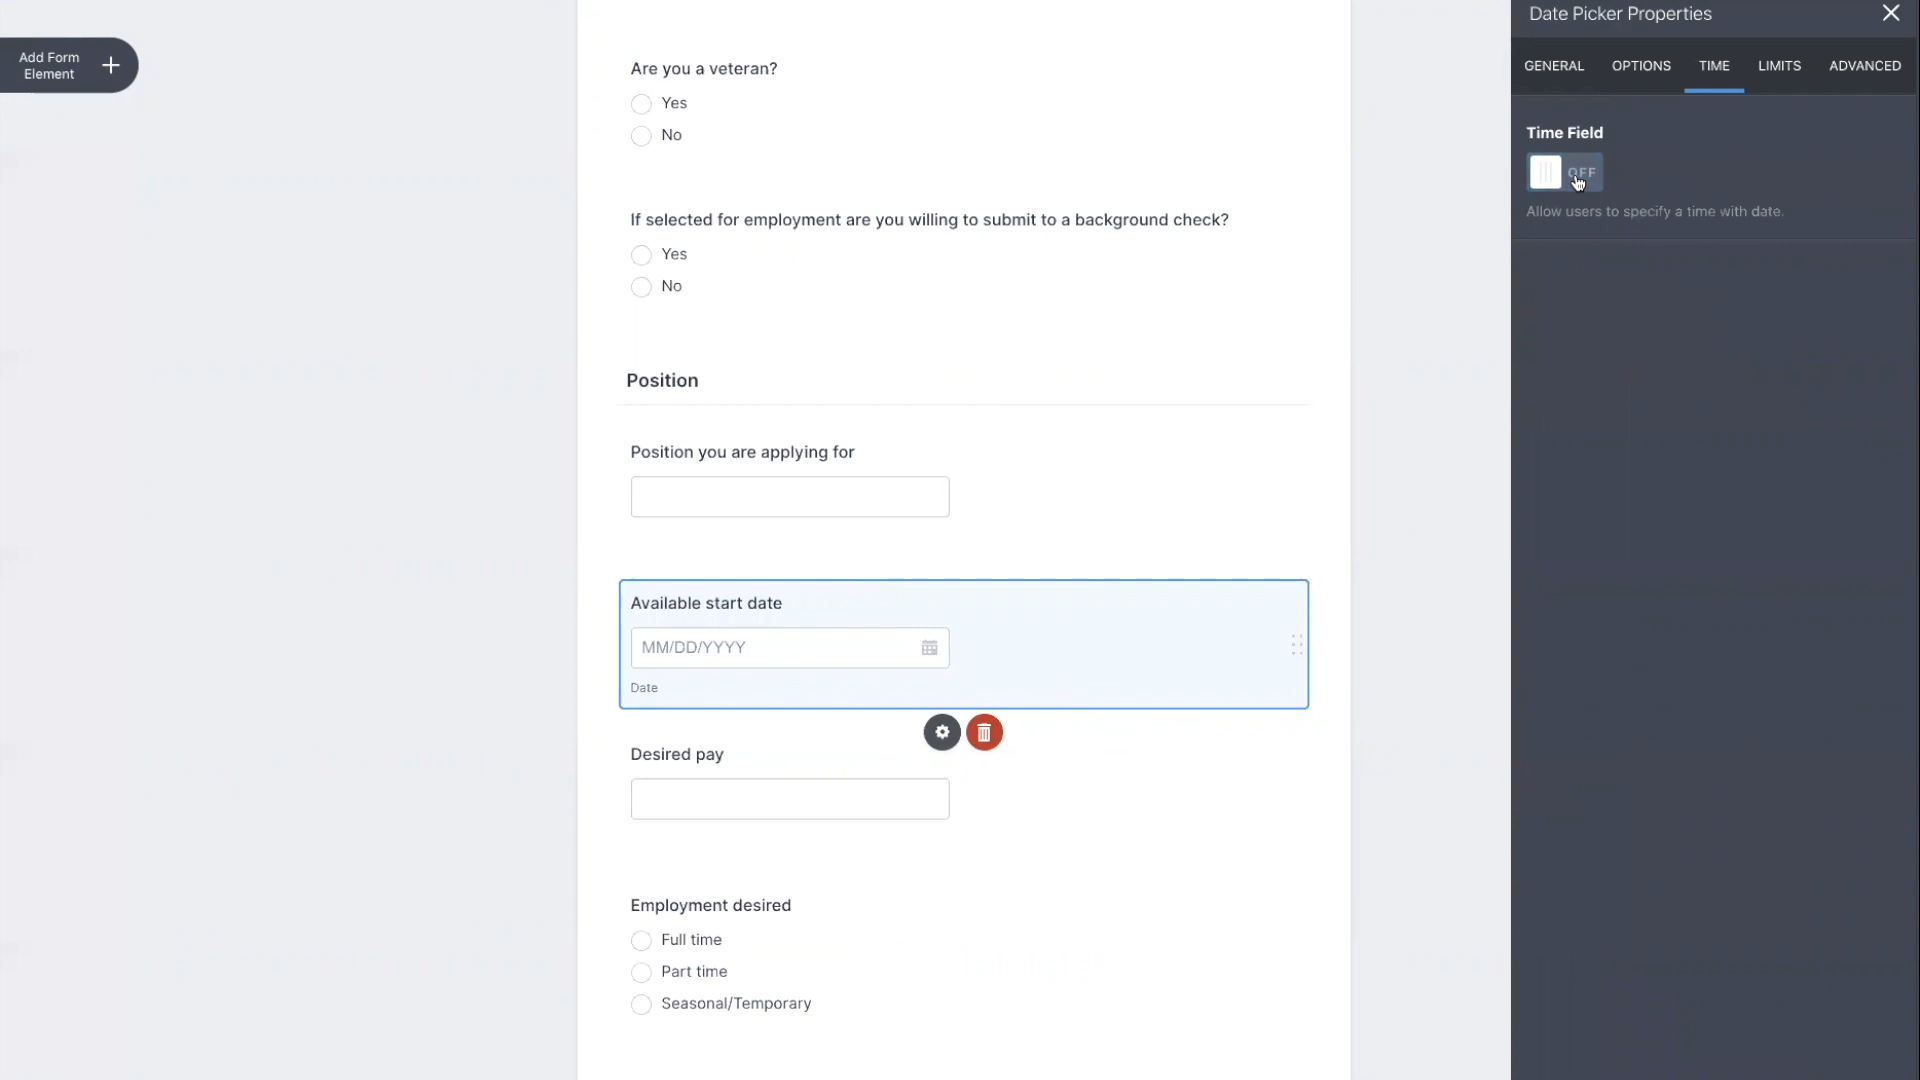 Date Picker Properties
Add Form
Element
GENERAL
OPTIONS
TIME
LIMITS
ADVANCED
Are you a veteran?
Yes
No
Time Field
OFF
Allow users to specify a time with date.
If selected for employment are you willing to submit to a background check?
Yes
No
Position
Position you are applying for
Available start date
MM/DD/YYYY
Date
Desired pay
Employment desired
Full time
Part time
Seasonal/Temporary